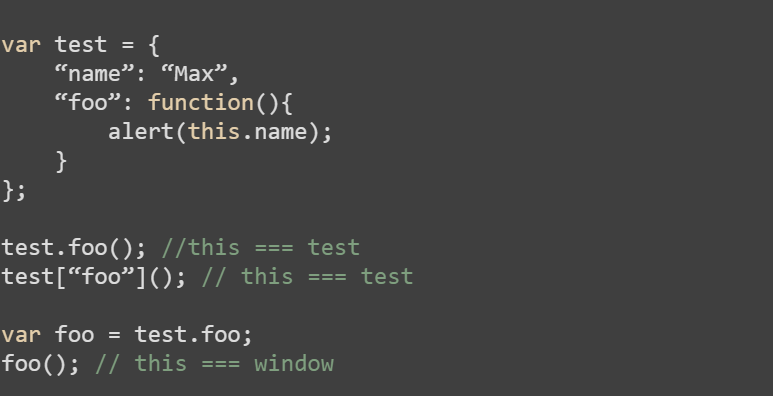 var test = {
    “name”: “Max”,
    “foo”: function(){
        alert(this.name);
    }
};

test.foo(); //this === test
test[“foo”](); // this === test

var foo = test.foo;
foo(); // this === window